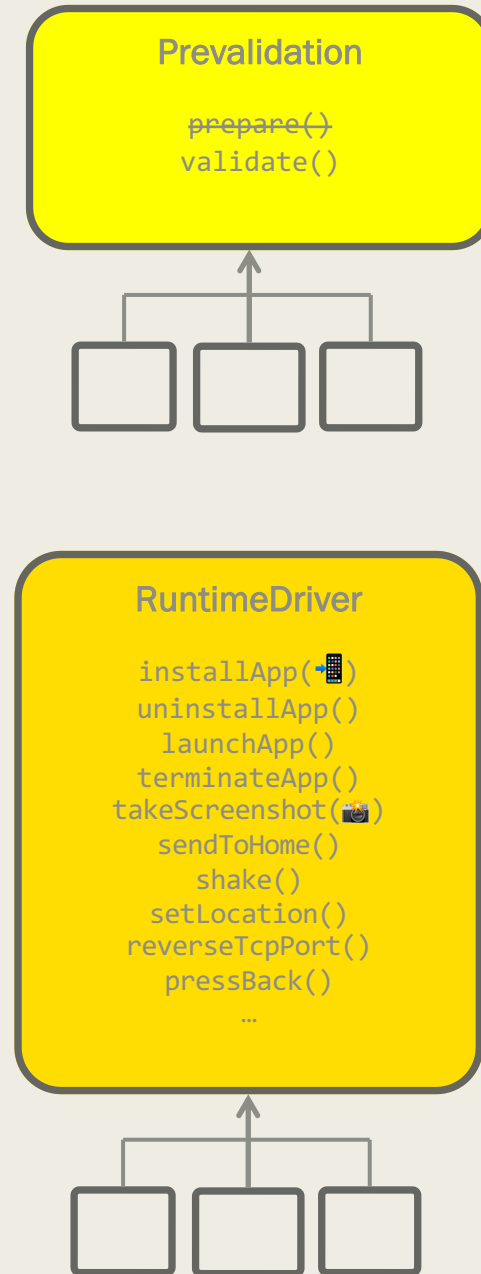 Prevalidation
prepare()
validate()
RuntimeDriver
installApp(📲)
uninstallApp()
launchApp()
terminateApp()
takeScreenshot(📸)
sendToHome()
shake()
setLocation()
reverseTcpPort()
pressBack()
…